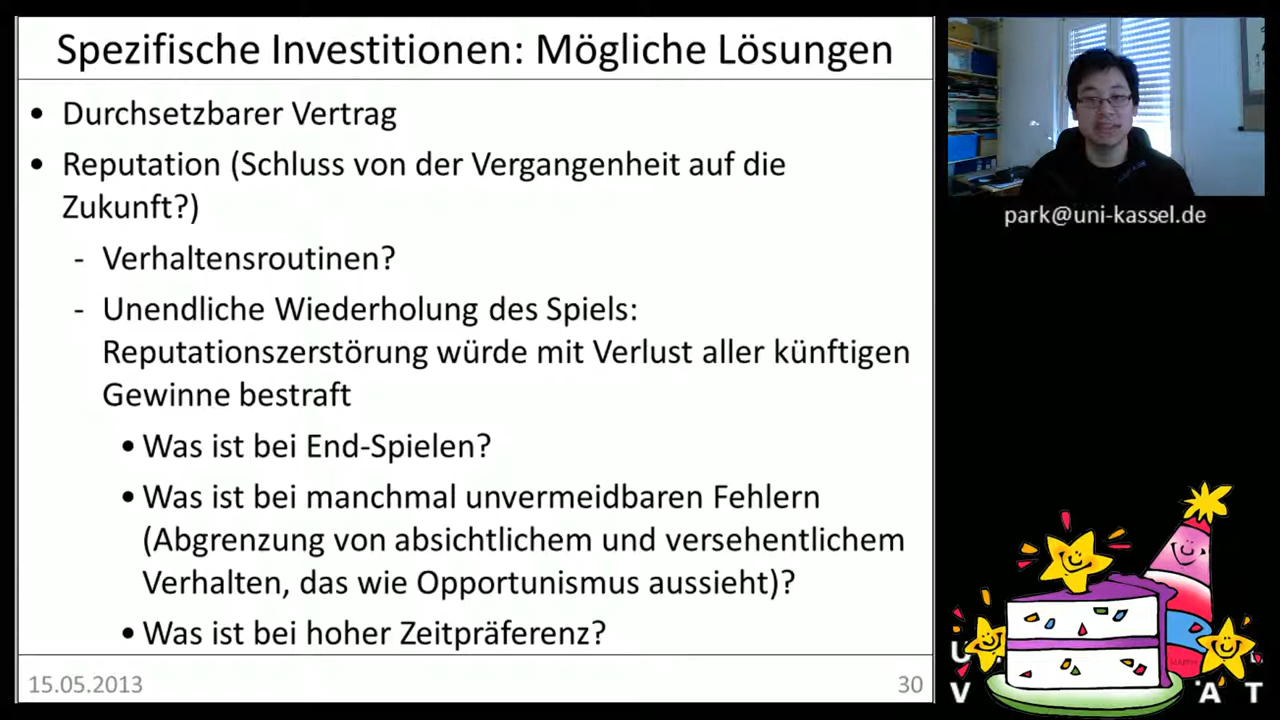 Spezifische Investitionen: Mögliche Lösungen
• Durchsetzbarer Vertrag
• Reputation (Schluss von der Vergangenheit auf die
Zukunft?)
- Verhaltensroutinen?
- Unendliche Wiederholung des Spiels:
Reputationszerstörung würde mit Verlust aller künftigen
Gewinne bestraft
• Was ist bei End-Spielen?
• Was ist bei manchmal unvermeidbaren Fehlern
(Abgrenzung von absichtlichem und versehentlichem
Verhalten, das wie Opportunismus aussieht)?
• Was ist bei hoher Zeitpräferenz?
15.05.2013
30
park@uni-kassel.de
U
V A T